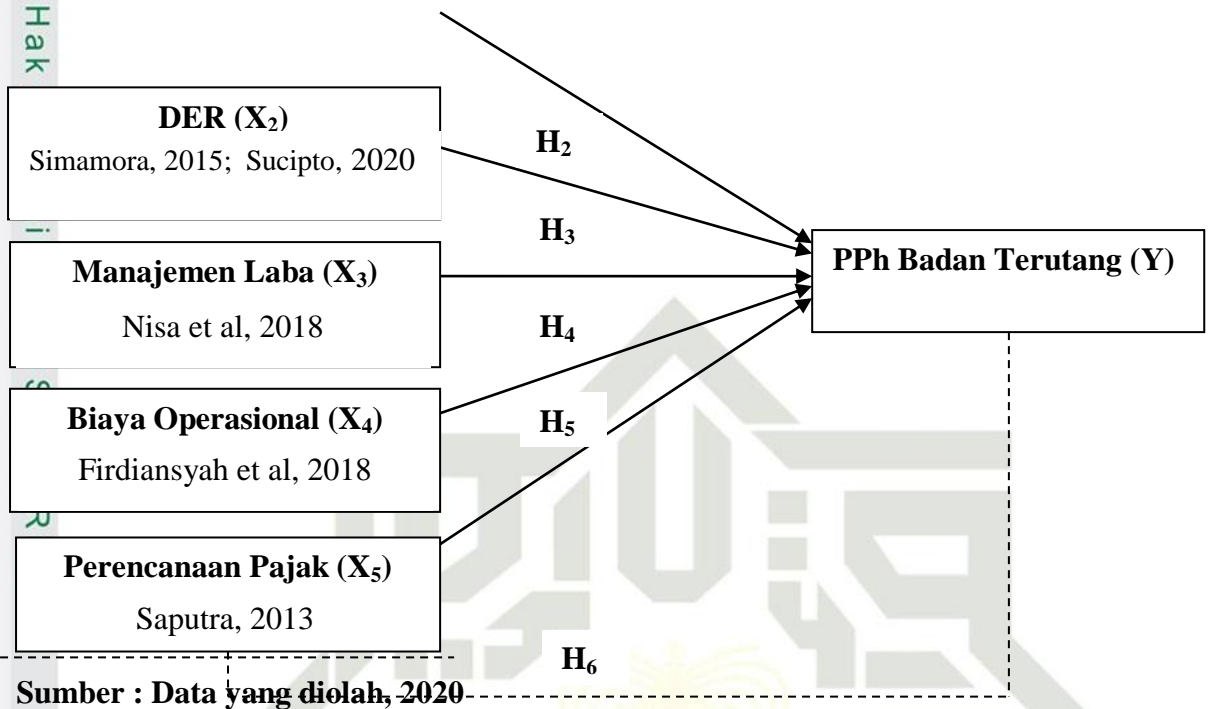 Hak
DER (X₂)
Simamora, 2015; Sucipto, 2020
H₂
i
H₃
Manajemen Laba (X₃)
Nisa et al, 2018
PPh Badan Terutang (Y)
H₄
S
Biaya Operasional (X₄)
Firdiansyah et al, 2018
H₅
R
Perencanaan Pajak (X₅)
Saputra, 2013
H₆
Sumber : Data yang diolah, 2020